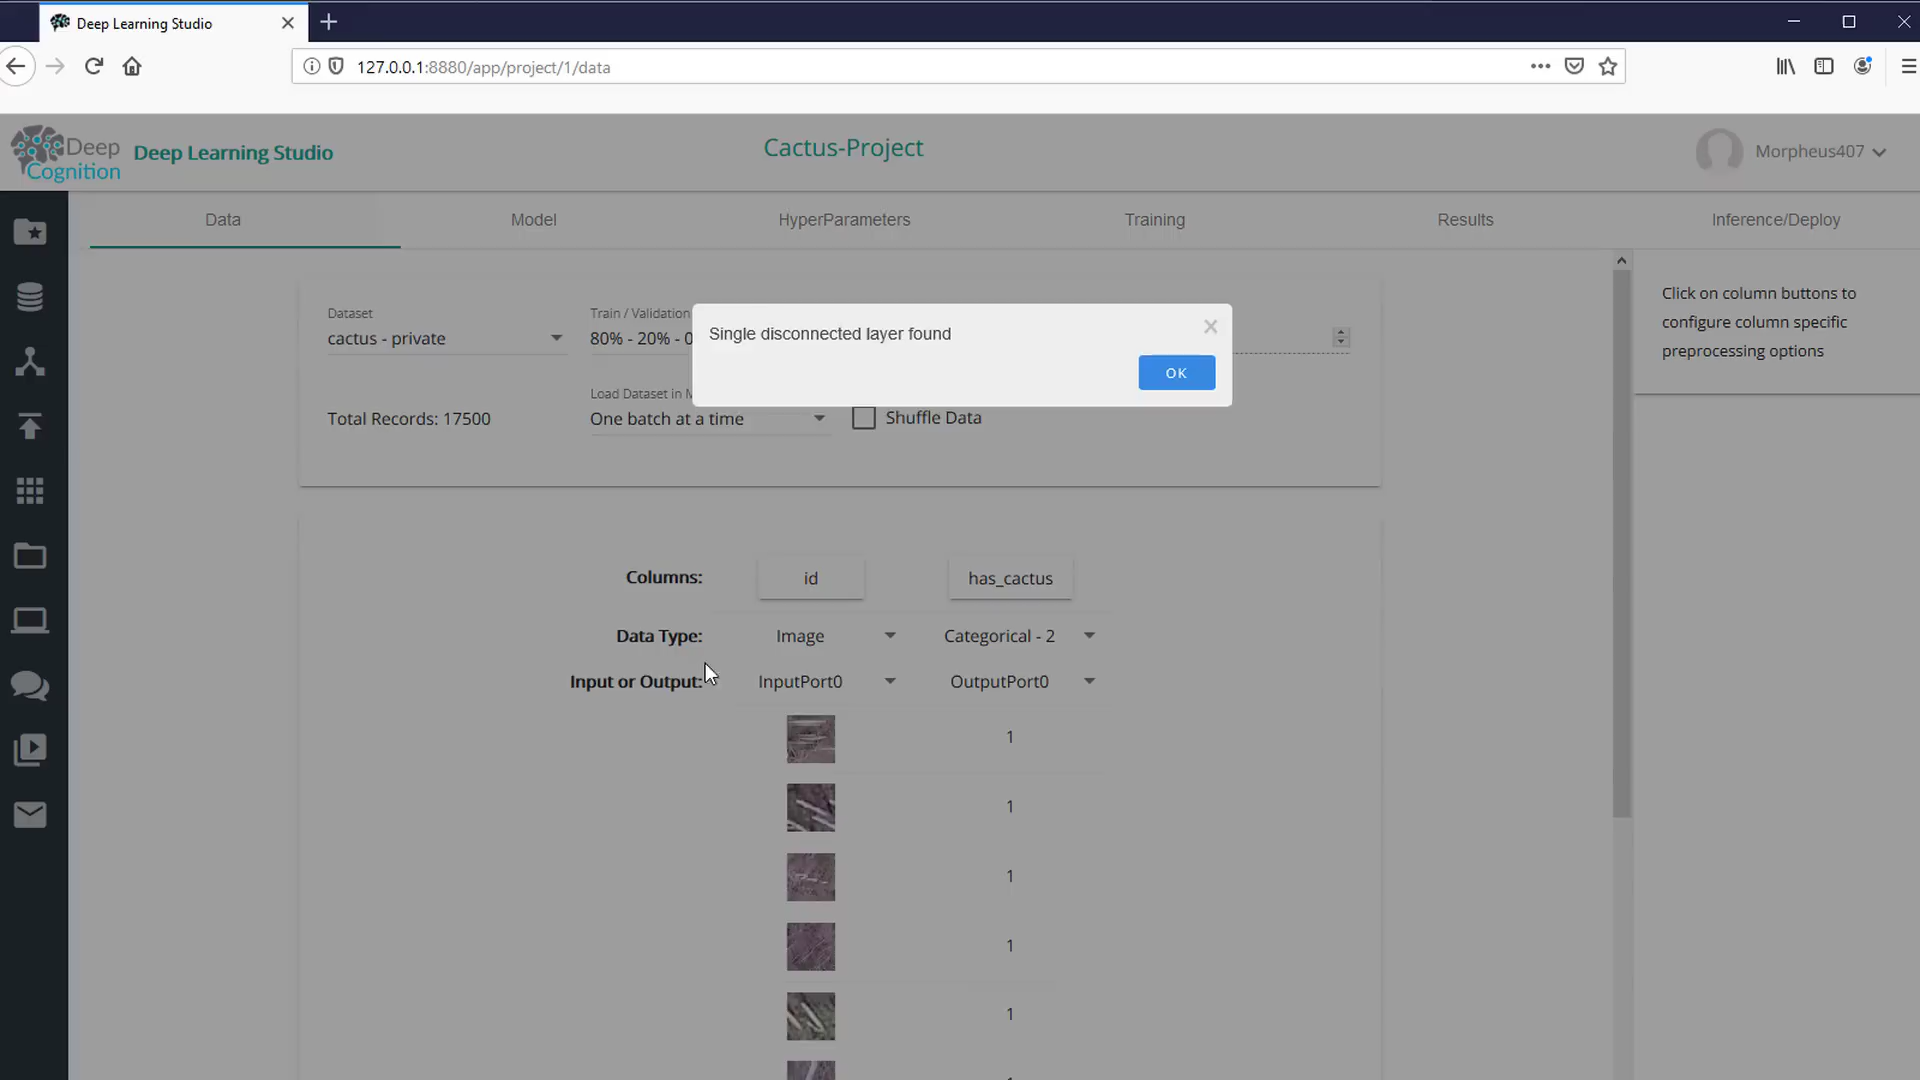 Deep Learning Studio
127.0.0.1:8880/app/project/1/data
Deep
Cognition
Deep Learning Studio
Cactus-Project
Morpheus407
Data
Model
HyperParameters
Training
Results
Inference/Deploy
Dataset
Train / Validation
cactus - private
80% - 20% - 0
Single disconnected layer found
OK
Click on column buttons to
configure column specific
preprocessing options
Load Dataset in M
Total Records: 17500
One batch at a time
Shuffle Data
Columns:
id
has_cactus
Data Type:
Image
Categorical - 2
Input or Output:
InputPort0
OutputPort0
1
1
1
1
1